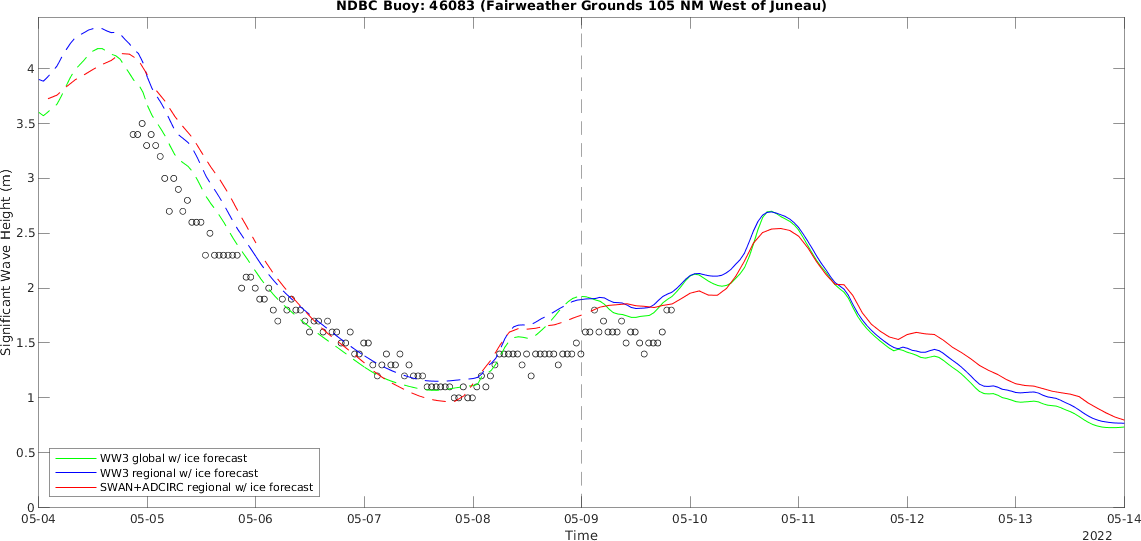 NDBC Buoy: 46083 (Fairweather Grounds 105 NM West of Juneau)
Significant Wave Height (m)
4
3.5
3
2.5
2
1.5
1
0.5
0
WW3 global w/ ice forecast
WW3 regional w/ ice forecast
SWAN+ADCIRC regional w/ ice forecast
05-04 05-05 05-06 05-07 05-08 05-09 05-10 05-11 05-12 05-13 05-14
Time
2022